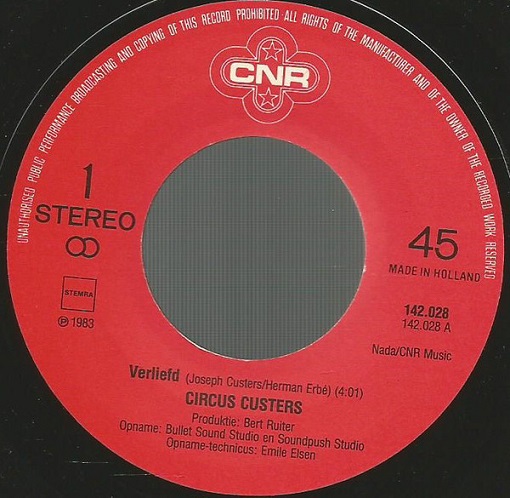 UNAUTHORISED PUBLIC PERFORMANCE BROADCASTING AND COPYING OF THIS RECORD PROHIBITED·ALL RIGHTS OF THE MANUFACTURER AND OF THE OWNER OF THE RECORDED WORK RESERVED
CNR
1
STEREO
45
MADE IN HOLLAND
STEMRA
℗ 1983
142.028
142.028 A
Nada/CNR Music
Verliefd (Joseph Custers/Herman Erbé) (4:01)
CIRCUS CUSTERS
Produktie: Bert Ruiter
Opname: Bullet Sound Studio en Soundpush Studio
Opname-technicus: Emile Elsen